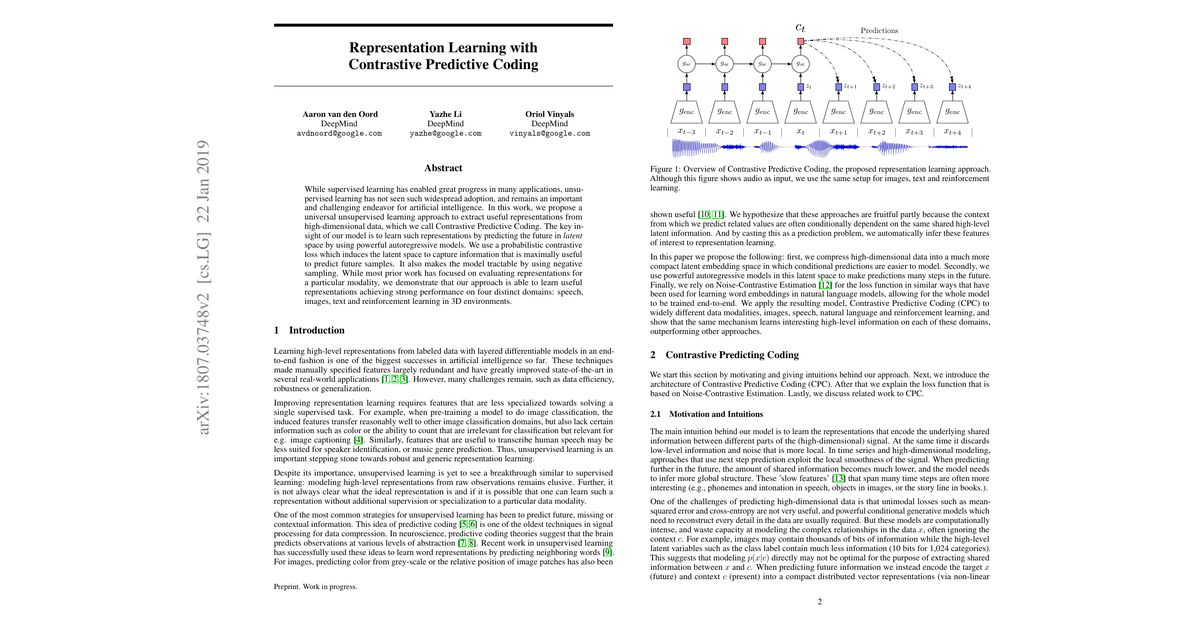 arXiv:1807.03748v2 [cs.LG] 22 Jan 2019
Representation Learning with
Contrastive Predictive Coding
Aaron van den Oord
DeepMind
avdnoord@google.com
Yazhe Li
DeepMind
yazhe@google.com
Oriol Vinyals
DeepMind
vinyals@google.com
Abstract
While supervised learning has enabled great progress in many applications, unsu-
pervised learning has not seen such widespread adoption, and remains an important
and challenging endeavor for artificial intelligence. In this work, we propose a
universal unsupervised learning approach to extract useful representations from
high-dimensional data, which we call Contrastive Predictive Coding. The key in-
sight of our model is to learn such representations by predicting the future in latent
space by using powerful autoregressive models. We use a probabilistic contrastive
loss which induces the latent space to capture information that is maximally useful
to predict future samples. It also makes the model tractable by using negative
sampling. While most prior work has focused on evaluating representations for
a particular modality, we demonstrate that our approach is able to learn useful
representations achieving strong performance on four distinct domains: speech,
images, text and reinforcement learning in 3D environments.
1 Introduction
Learning high-level representations from labeled data with layered differentiable models in an end-
to-end fashion is one of the biggest successes in artificial intelligence so far. These techniques
made manually specified features largely redundant and have greatly improved state-of-the-art in
several real-world applications [1, 2, 3]. However, many challenges remain, such as data efficiency,
robustness or generalization.
Improving representation learning requires features that are less specialized towards solving a
single supervised task. For example, when pre-training a model to do image classification, the
induced features transfer reasonably well to other image classification domains, but also lack certain
information such as color or the ability to count that are irrelevant for classification but relevant for
e.g. image captioning [4]. Similarly, features that are useful to transcribe human speech may be
less suited for speaker identification, or music genre prediction. Thus, unsupervised learning is an
important stepping stone towards robust and generic representation learning.
Despite its importance, unsupervised learning is yet to see a breakthrough similar to supervised
learning: modeling high-level representations from raw observations remains elusive. Further, it
is not always clear what the ideal representation is and if it is possible that one can learn such
a representation without additional supervision or specialization to a particular data modality.
One of the most common strategies for unsupervised learning has been to predict future, missing or
contextual information. This idea of predictive coding [5, 6] is one of the oldest techniques in signal
processing for data compression. In neuroscience, predictive coding theories suggest that the brain
predicts observations at various levels of abstraction [7, 8]. Recent work in unsupervised learning
has successfully used these ideas to learn word representations by predicting neighboring words [9].
For images, predicting color from grey-scale or the relative position of image patches has also been
Preprint. Work in progress.
c_t
Predictions
g_ar g_ar g_ar g_ar
z_t z_t+1 z_t+2 z_t+3 z_t+4
g_enc g_enc g_enc g_enc g_enc g_enc g_enc g_enc
x_t−3 x_t−2 x_t−1 x_t x_t+1 x_t+2 x_t+3 x_t+4
Figure 1: Overview of Contrastive Predictive Coding, the proposed representation learning approach.
Although this figure shows audio as input, we use the same setup for images, text and reinforcement
learning.
shown useful [10, 11]. We hypothesize that these approaches are fruitful partly because the context
from which we predict related values are often conditionally dependent on the same shared high-level
latent information. And by casting this as a prediction problem, we automatically infer these features
of interest to representation learning.
In this paper we propose the following: first, we compress high-dimensional data into a much more
compact latent embedding space in which conditional predictions are easier to model. Secondly, we
use powerful autoregressive models in this latent space to make predictions many steps in the future.
Finally, we rely on Noise-Contrastive Estimation [12] for the loss function in similar ways that have
been used for learning word embeddings in natural language models, allowing for the whole model
to be trained end-to-end. We apply the resulting model, Contrastive Predictive Coding (CPC) to
widely different data modalities, images, speech, natural language and reinforcement learning, and
show that the same mechanism learns interesting high-level information on each of these domains,
outperforming other approaches.
2 Contrastive Predicting Coding
We start this section by motivating and giving intuitions behind our approach. Next, we introduce the
architecture of Contrastive Predictive Coding (CPC). After that we explain the loss function that is
based on Noise-Contrastive Estimation. Lastly, we discuss related work to CPC.
2.1 Motivation and Intuitions
The main intuition behind our model is to learn the representations that encode the underlying shared
information between different parts of the (high-dimensional) signal. At the same time it discards
low-level information and noise that is more local. In time series and high-dimensional modeling,
approaches that use next step prediction exploit the local smoothness of the signal. When predicting
further in the future, the amount of shared information becomes much lower, and the model needs
to infer more global structure. These 'slow features' [13] that span many time steps are often more
interesting (e.g., phonemes and intonation in speech, objects in images, or the story line in books.).
One of the challenges of predicting high-dimensional data is that unimodal losses such as mean-
squared error and cross-entropy are not very useful, and powerful conditional generative models which
need to reconstruct every detail in the data are usually required. But these models are computationally
intense, and waste capacity at modeling the complex relationships in the data x, often ignoring the
context c. For example, images may contain thousands of bits of information while the high-level
latent variables such as the class label contain much less information (10 bits for 1,024 categories).
This suggests that modeling p(x|c) directly may not be optimal for the purpose of extracting shared
information between x and c. When predicting future information we instead encode the target x
(future) and context c (present) into a compact distributed vector representations (via non-linear
2